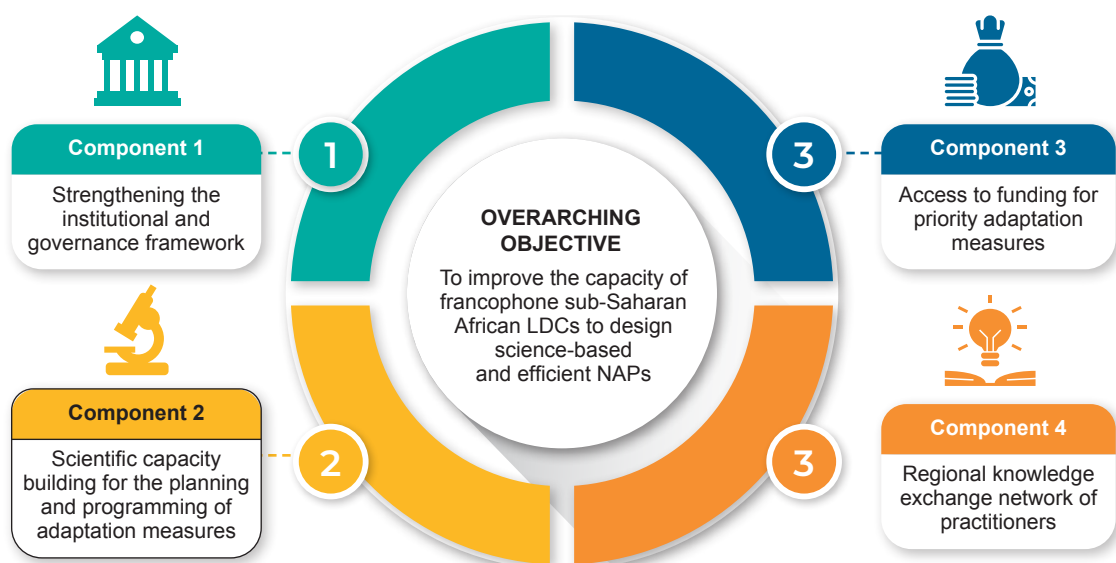 Component 1
Strengthening the
institutional and
governance framework
1
Component 2
Scientific capacity
building for the planning
and programming of
adaptation measures
2
OVERARCHING
OBJECTIVE
To improve the capacity of
francophone sub-Saharan
African LDCs to design
science-based
and efficient NAPs
3
Component 3
Access to funding for
priority adaptation
measures
3
Component 4
Regional knowledge
exchange network of
practitioners